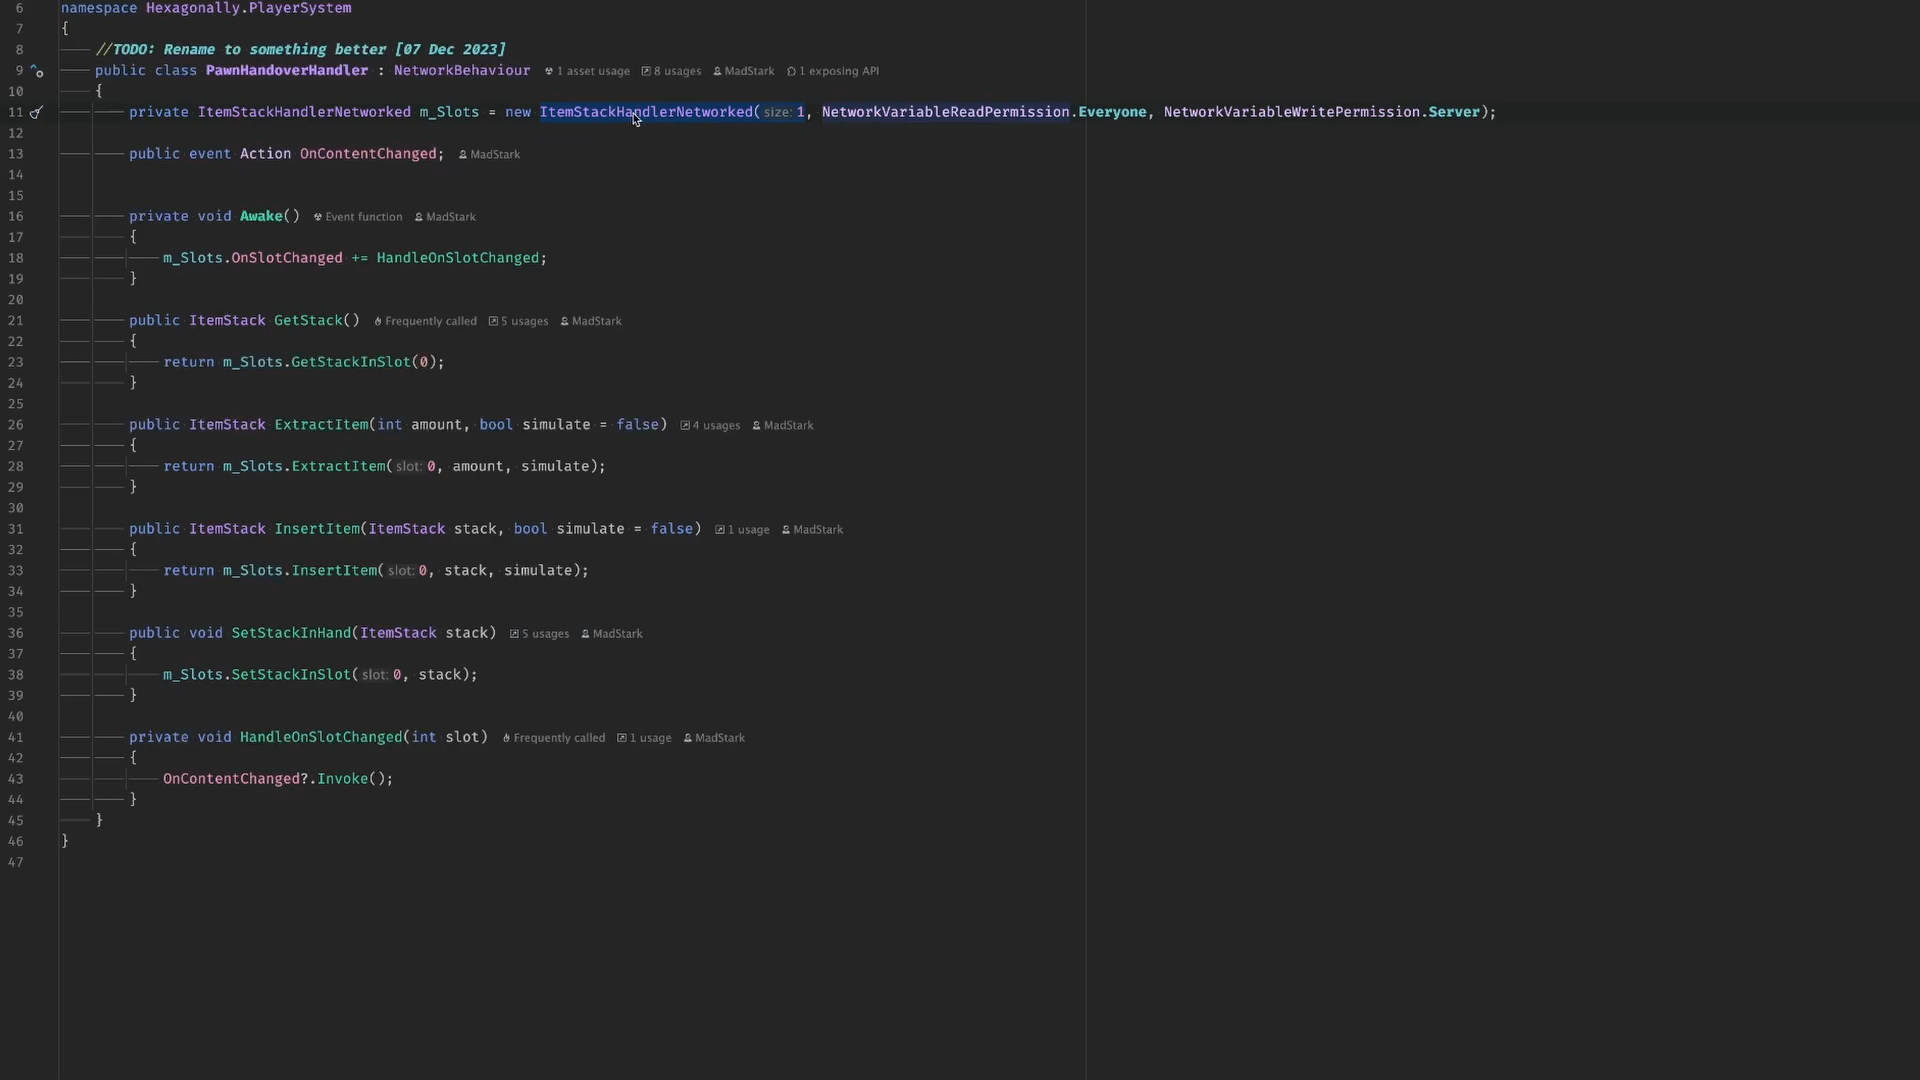 6 namespace Hexagonally.PlayerSystem
7 {
8 //TODO: Rename to something better [07 Dec 2023]
9 public class PawnHandoverHandler : NetworkBehaviour 1 asset usage 8 usages MadStark 1 exposing API
10 {
11 private ItemStackHandlerNetworked m_Slots = new ItemStackHandlerNetworked( size: 1, NetworkVariableReadPermission.Everyone, NetworkVariableWritePermission.Server);
12
13 public event Action OnContentChanged; MadStark
14
15
16 private void Awake() Event function MadStark
17 {
18 m_Slots.OnSlotChanged += HandleOnSlotChanged;
19 }
20
21 public ItemStack GetStack() Frequently called 5 usages MadStark
22 {
23 return m_Slots.GetStackInSlot(0);
24 }
25
26 public ItemStack ExtractItem(int amount, bool simulate = false) 4 usages MadStark
27 {
28 return m_Slots.ExtractItem( slot: 0, amount, simulate);
29 }
30
31 public ItemStack InsertItem(ItemStack stack, bool simulate = false) 1 usage MadStark
32 {
33 return m_Slots.InsertItem( slot: 0, stack, simulate);
34 }
35
36 public void SetStackInHand(ItemStack stack) 5 usages MadStark
37 {
38 m_Slots.SetStackInSlot( slot: 0, stack);
39 }
40
41 private void HandleOnSlotChanged(int slot) Frequently called 1 usage MadStark
42 {
43 OnContentChanged?.Invoke();
44 }
45 }
46 }
47